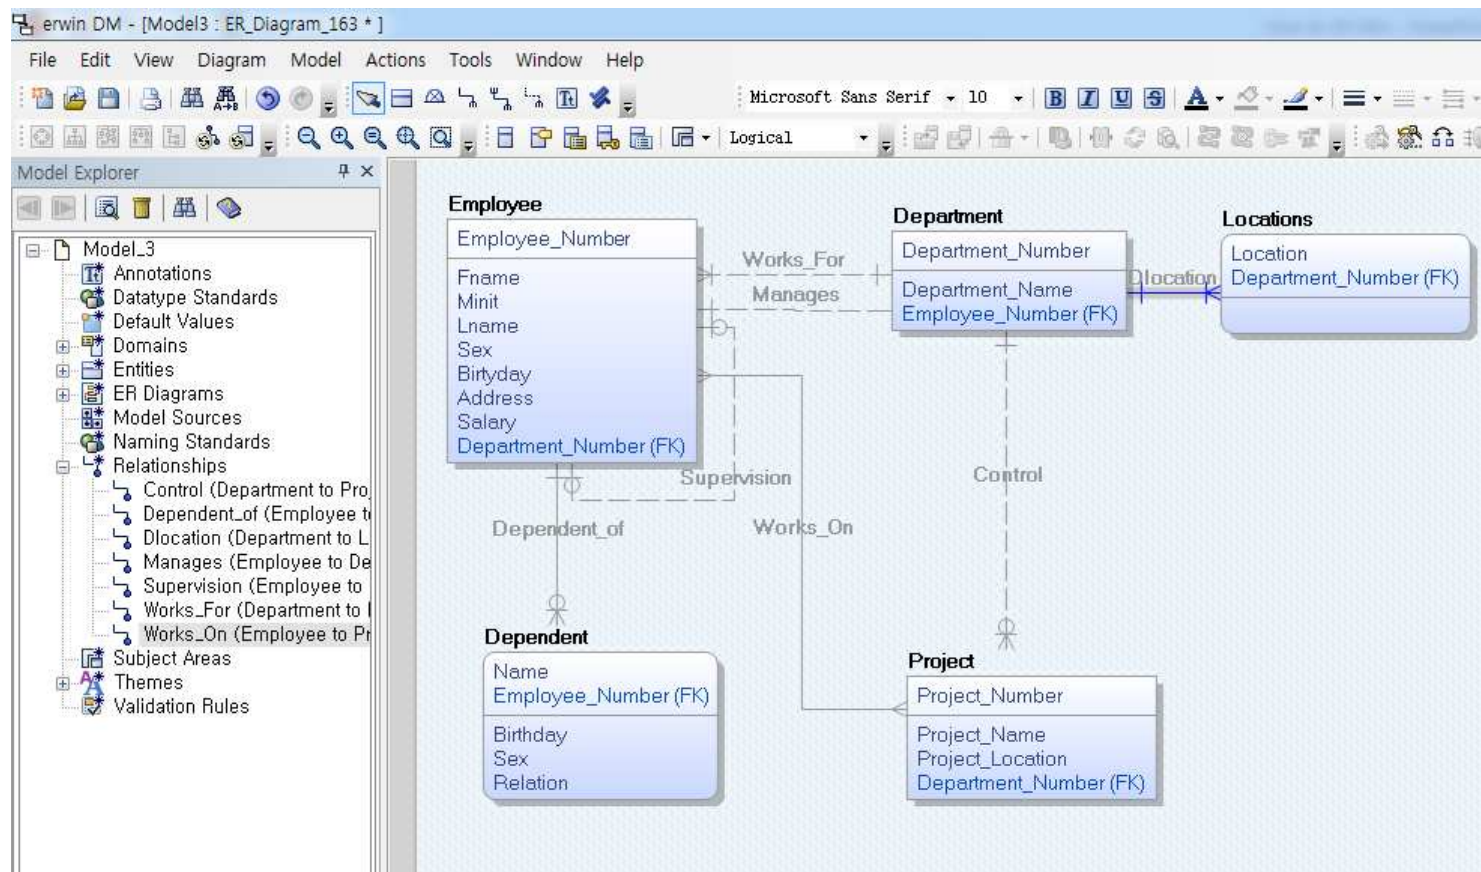 erwin DM - [Model3 : ER_Diagram_163 * ]
File Edit View Diagram Model Actions Tools Window Help
Microsoft Sans Serif 10 B I U S A
Logical
Model Explorer
Model_3
Annotations
Datatype Standards
Default Values
Domains
Entities
ER Diagrams
Model Sources
Naming Standards
Relationships
Control (Department to Pro
Dependent_of (Employee t
Dlocation (Department to L
Manages (Employee to De
Supervision (Employee to
Works_For (Department to
Works_On (Employee to Pr
Subject Areas
Themes
Validation Rules
Employee
Employee_Number
Fname
Minit
Lname
Sex
Birtyday
Address
Salary
Department_Number (FK)
Works_For
Manages
Supervision
Dependent_of
Works_On
Department
Department_Number
Department_Name
Employee_Number (FK)
Dlocation
Locations
Location
Department_Number (FK)
Control
Dependent
Name
Employee_Number (FK)
Birthday
Sex
Relation
Project
Project_Number
Project_Name
Project_Location
Department_Number (FK)